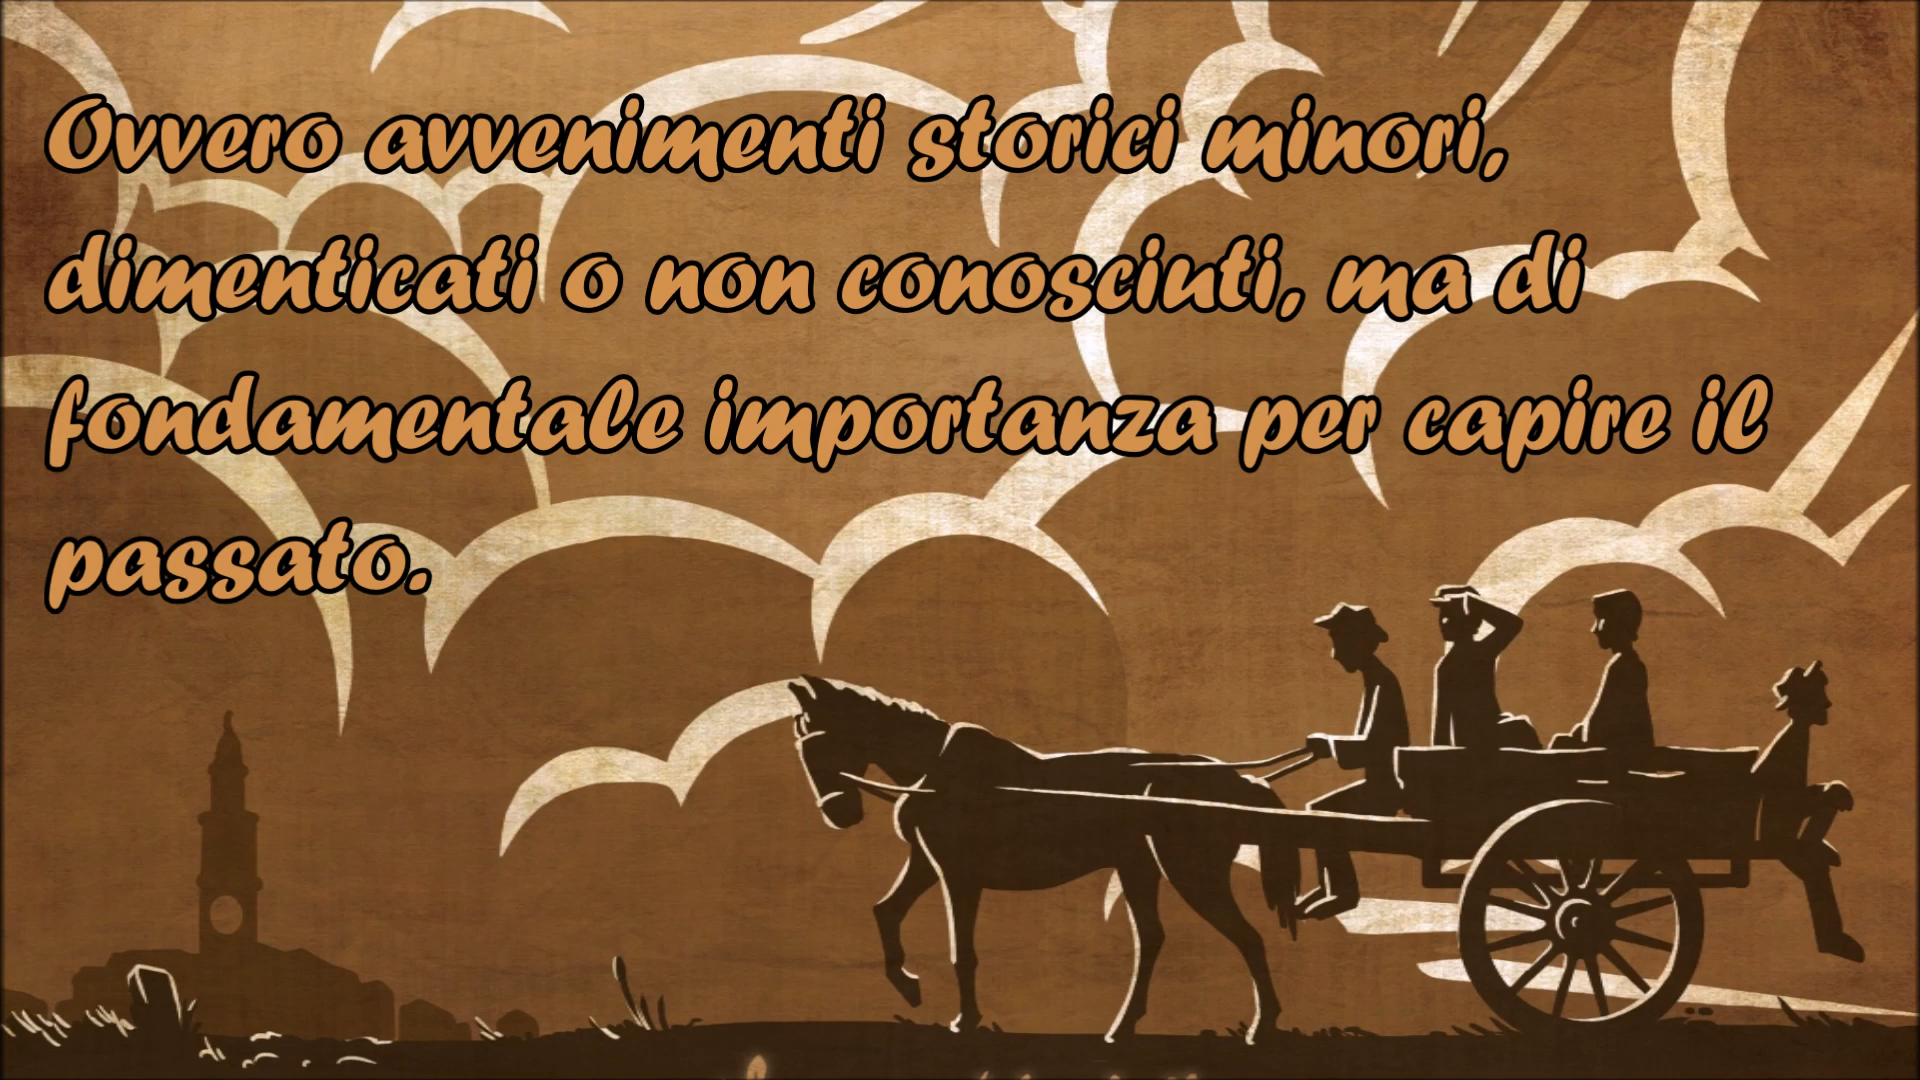 Ovvero avvenimenti storici minori,
dimenticati o non conosciuti, ma di
fondamentale importanza per capire il
passato.